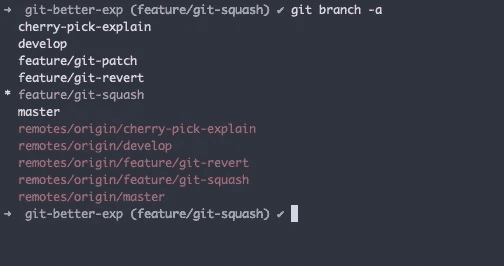 ➜ git-better-exp (feature/git-squash) ✔ git branch -a
cherry-pick-explain
develop
feature/git-patch
feature/git-revert
* feature/git-squash
master
remotes/origin/cherry-pick-explain
remotes/origin/develop
remotes/origin/feature/git-revert
remotes/origin/feature/git-squash
remotes/origin/master
➜ git-better-exp (feature/git-squash) ✔